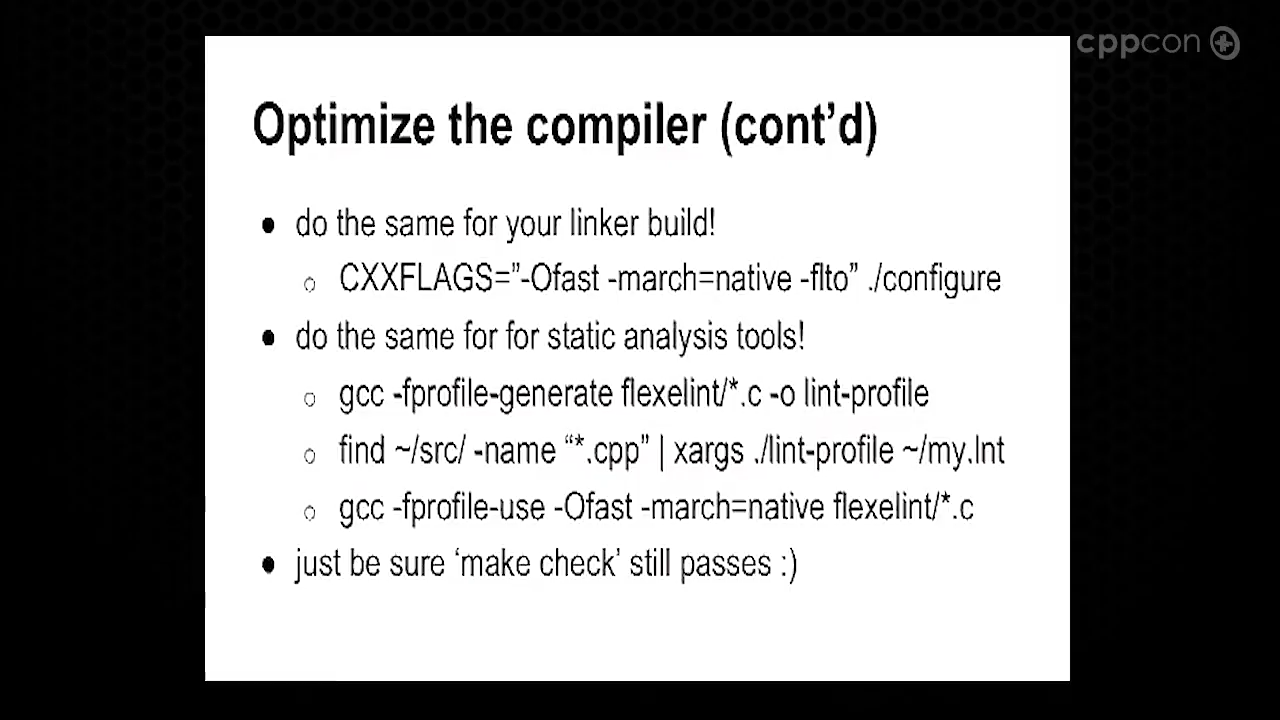 cppcon
Optimize the compiler (cont’d)
● do the same for your linker build!
○ CXXFLAGS=”-Ofast -march=native -flto” ./configure
● do the same for for static analysis tools!
○ gcc -fprofile-generate flexelint/*.c -o lint-profile
○ find ~/src/ -name “*.cpp” | xargs ./lint-profile ~/my.lnt
○ gcc -fprofile-use -Ofast -march=native flexelint/*.c
● just be sure ‘make check’ still passes :)